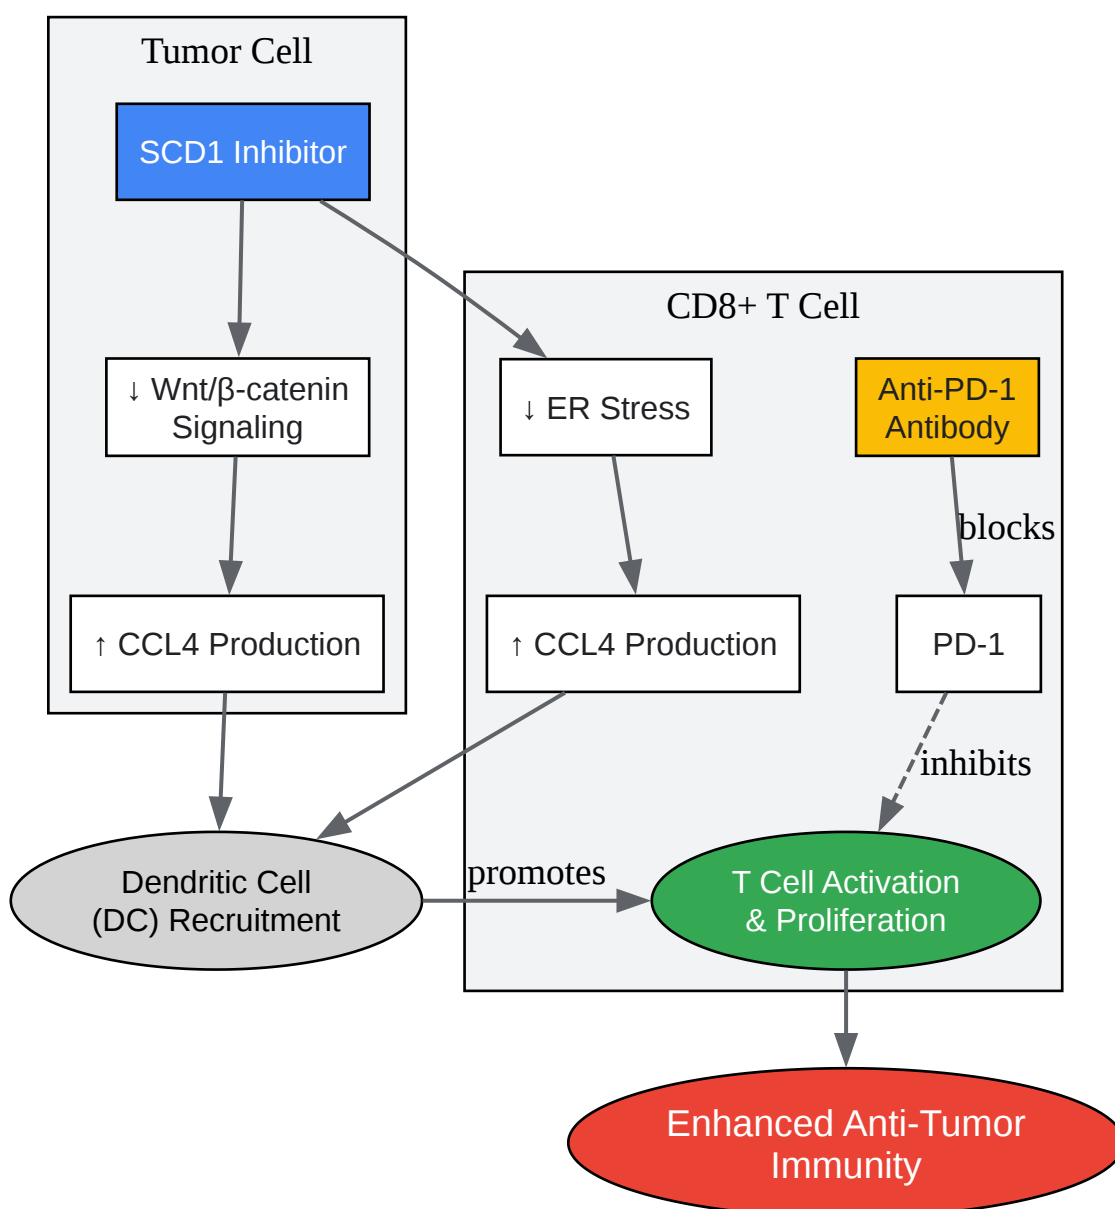 Tumor Cell
SCD1 Inhibitor
CD8+ T Cell
↓ Wnt/β-catenin
Signaling
↓ ER Stress
Anti-PD-1
Antibody
blocks
↑ CCL4 Production
↑ CCL4 Production
PD-1
inhibits
Dendritic Cell
(DC) Recruitment
promotes
T Cell Activation
& Proliferation
Enhanced Anti-Tumor
Immunity